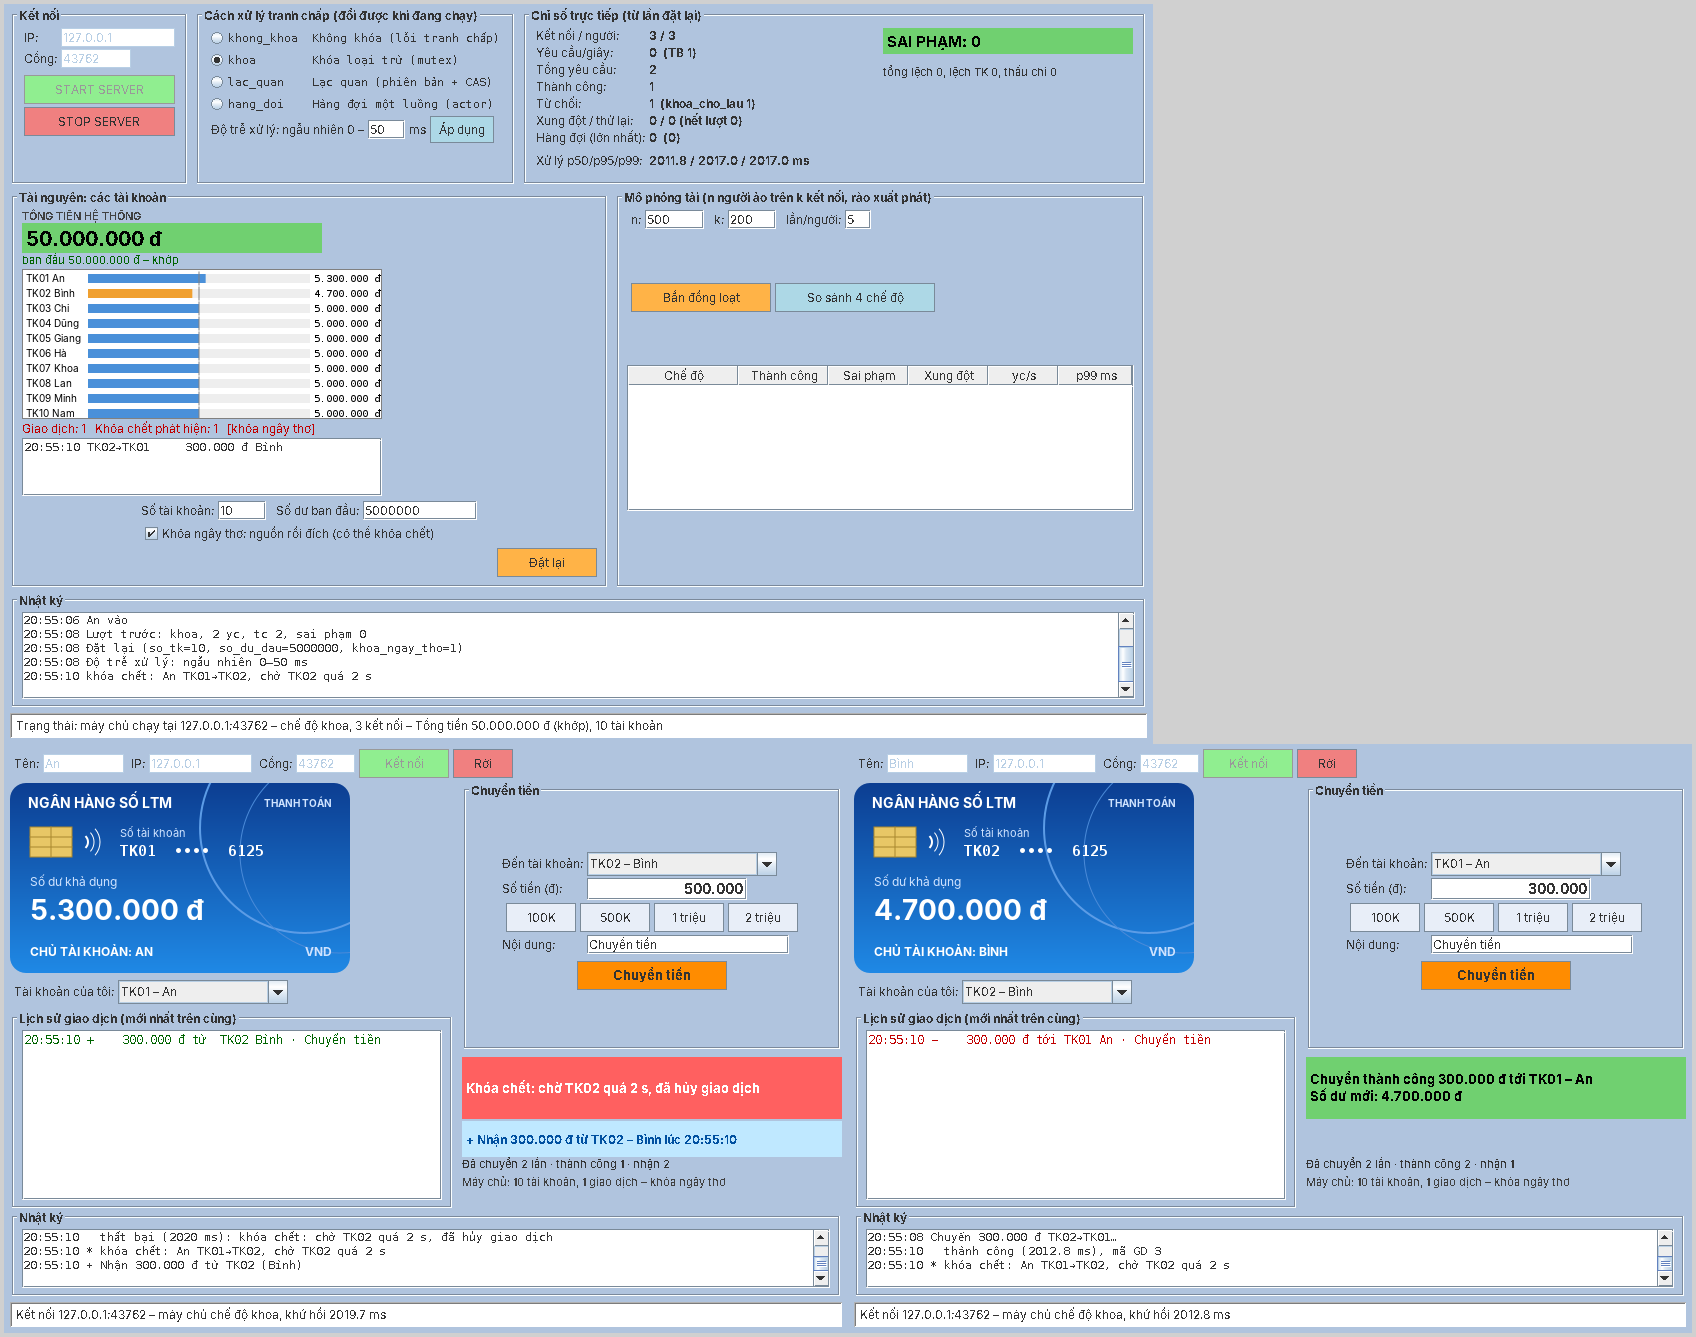 Kết nối
IP: 127.0.0.1
Cổng: 43762
START SERVER
STOP SERVER
Cách xử lý tranh chấp (đổi được khi đang chạy)
khong_khoa Không khóa (lỗi tranh chấp)
khoa Khóa loại trừ (mutex)
lac_quan Lạc quan (phiên bản + CAS)
hang_doi Hàng đợi một luồng (actor)
Độ trễ xử lý: ngẫu nhiên 0 – 50 ms Áp dụng
Chỉ số trực tiếp (từ lần đặt lại)
Kết nối / người: 3 / 3
Yêu cầu/giây: 0 (TB 1)
Tổng yêu cầu: 2
Thành công: 1
Từ chối: 1 (khoa_cho_lau 1)
Xung đột / thử lại: 0 / 0 (hết lượt 0)
Hàng đợi (lớn nhất): 0 (0)
Xử lý p50/p95/p99: 2011.8 / 2017.0 / 2017.0 ms
SAI PHẠM: 0
tổng lệch 0, lệch TK 0, thấu chi 0
Tài nguyên: các tài khoản
TỔNG TIỀN HỆ THỐNG
50.000.000 đ
ban đầu 50.000.000 đ – khớp
TK01 An 5.300.000 đ
TK02 Bình 4.700.000 đ
TK03 Chi 5.000.000 đ
TK04 Dũng 5.000.000 đ
TK05 Giang 5.000.000 đ
TK06 Hà 5.000.000 đ
TK07 Khoa 5.000.000 đ
TK08 Lan 5.000.000 đ
TK09 Minh 5.000.000 đ
TK10 Nam 5.000.000 đ
Giao dịch: 1 Khóa chết phát hiện: 1 [khóa ngây thơ]
20:55:10 TK02→TK01 300.000 đ Bình
Số tài khoản: 10 Số dư ban đầu: 5000000
Khóa ngây thơ: nguồn rồi đích (có thể khóa chết)
Đặt lại
Mô phỏng tải (n người ảo trên k kết nối, rào xuất phát)
n: 500 k: 200 lần/người: 5
Bắn đồng loạt
So sánh 4 chế độ
Chế độ Thành công Sai phạm Xung đột yc/s p99 ms
Nhật ký
20:55:06 An vào
20:55:08 Lượt trước: khoa, 2 yc, tc 2, sai phạm 0
20:55:08 Đặt lại (so_tk=10, so_du_dau=5000000, khoa_ngay_tho=1)
20:55:08 Độ trễ xử lý: ngẫu nhiên 0–50 ms
20:55:10 khóa chết: An TK01→TK02, chờ TK02 quá 2 s
Trạng thái: máy chủ chạy tại 127.0.0.1:43762 – chế độ khoa, 3 kết nối – Tổng tiền 50.000.000 đ (khớp), 10 tài khoản
Tên: An IP: 127.0.0.1 Cổng: 43762 Kết nối Rời
NGÂN HÀNG SỐ LTM THANH TOÁN
Số tài khoản
TK01 •••• 6125
Số dư khả dụng
5.300.000 đ
CHỦ TÀI KHOẢN: AN VND
Tài khoản của tôi: TK01 – An
Chuyển tiền
Đến tài khoản: TK02 – Bình
Số tiền (đ): 500.000
100K 500K 1 triệu 2 triệu
Nội dung: Chuyển tiền
Chuyển tiền
Lịch sử giao dịch (mới nhất trên cùng)
20:55:10 + 300.000 đ từ TK02 Bình · Chuyển tiền
Khóa chết: chờ TK02 quá 2 s, đã hủy giao dịch
+ Nhận 300.000 đ từ TK02 – Bình lúc 20:55:10
Đã chuyển 2 lần · thành công 1 · nhận 2
Máy chủ: 10 tài khoản, 1 giao dịch – khóa ngây thơ
Nhật ký
20:55:10 thất bại (2020 ms): khóa chết: chờ TK02 quá 2 s, đã hủy giao dịch
20:55:10 * khóa chết: An TK01→TK02, chờ TK02 quá 2 s
20:55:10 + Nhận 300.000 đ từ TK02 (Bình)
Kết nối 127.0.0.1:43762 – máy chủ chế độ khoa, khứ hồi 2019.7 ms
Tên: Bình IP: 127.0.0.1 Cổng: 43762 Kết nối Rời
NGÂN HÀNG SỐ LTM THANH TOÁN
Số tài khoản
TK02 •••• 6125
Số dư khả dụng
4.700.000 đ
CHỦ TÀI KHOẢN: BÌNH VND
Tài khoản của tôi: TK02 – Bình
Chuyển tiền
Đến tài khoản: TK01 – An
Số tiền (đ): 300.000
100K 500K 1 triệu 2 triệu
Nội dung: Chuyển tiền
Chuyển tiền
Lịch sử giao dịch (mới nhất trên cùng)
20:55:10 – 300.000 đ tới TK01 An · Chuyển tiền
Chuyển thành công 300.000 đ tới TK01 – An
Số dư mới: 4.700.000 đ
Đã chuyển 2 lần · thành công 2 · nhận 1
Máy chủ: 10 tài khoản, 1 giao dịch – khóa ngây thơ
Nhật ký
20:55:08 Chuyển 300.000 đ TK02→TK01…
20:55:10 thành công (2012.8 ms), mã GD 3
20:55:10 * khóa chết: An TK01→TK02, chờ TK02 quá 2 s
Kết nối 127.0.0.1:43762 – máy chủ chế độ khoa, khứ hồi 2012.8 ms